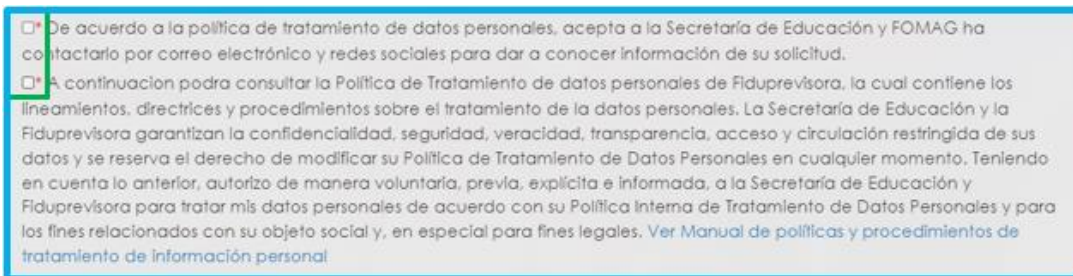 ☐* De acuerdo a la política de tratamiento de datos personales, acepta a la Secretaría de Educación y FOMAG ha
contactarlo por correo electrónico y redes sociales para dar a conocer información de su solicitud.
☐* A continuacion podra consultar la Política de Tratamiento de datos personales de Fiduprevisora, la cual contiene los
lineamientos, directrices y procedimientos sobre el tratamiento de la datos personales. La Secretaría de Educación y la
Fiduprevisora garantizan la confidencialidad, seguridad, veracidad, transparencia, acceso y circulación restringida de sus
datos y se reserva el derecho de modificar su Política de Tratamiento de Datos Personales en cualquier momento. Teniendo
en cuenta lo anterior, autorizo de manera voluntaria, previa, explícita e informada, a la Secretaría de Educación y
Fiduprevisora para tratar mis datos personales de acuerdo con su Política Interna de Tratamiento de Datos Personales y para
los fines relacionados con su objeto social y, en especial para fines legales. Ver Manual de políticas y procedimientos de
tratamiento de información personal